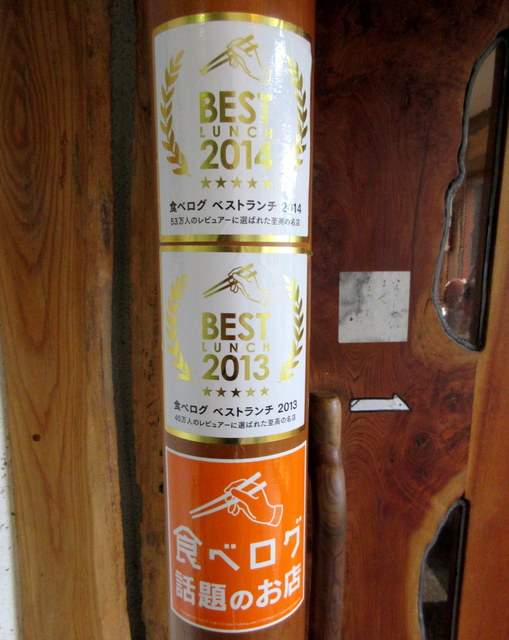 BEST
LUNCH
2014
食べログ ベストランチ 2014
53万人のレビュアーに選ばれた至高の名店
BEST
LUNCH
2013
食べログ ベストランチ 2013
45万人のレビュアーに選ばれた至高の名店
食べログ
話題のお店